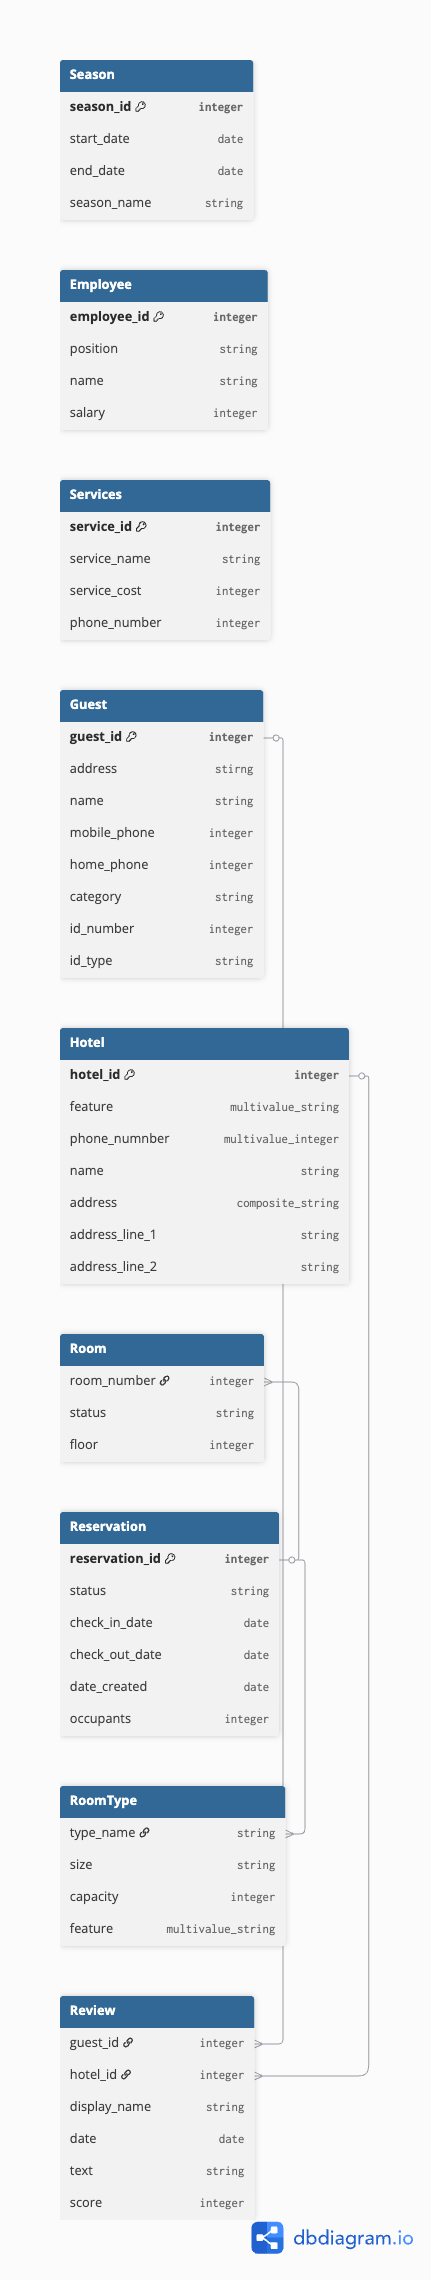 Season
season_id integer
start_date date
end_date date
season_name string
Employee
employee_id integer
position string
name string
salary integer
Services
service_id integer
service_name string
service_cost integer
phone_number integer
Guest
guest_id integer
address stirng
name string
mobile_phone integer
home_phone integer
category string
id_number integer
id_type string
Hotel
hotel_id integer
feature multivalue_string
phone_numnber multivalue_integer
name string
address composite_string
address_line_1 string
address_line_2 string
Room
room_number integer
status string
floor integer
Reservation
reservation_id integer
status string
check_in_date date
check_out_date date
date_created date
occupants integer
RoomType
type_name string
size string
capacity integer
feature multivalue_string
Review
guest_id integer
hotel_id integer
display_name string
date date
text string
score integer
dbdiagram.io